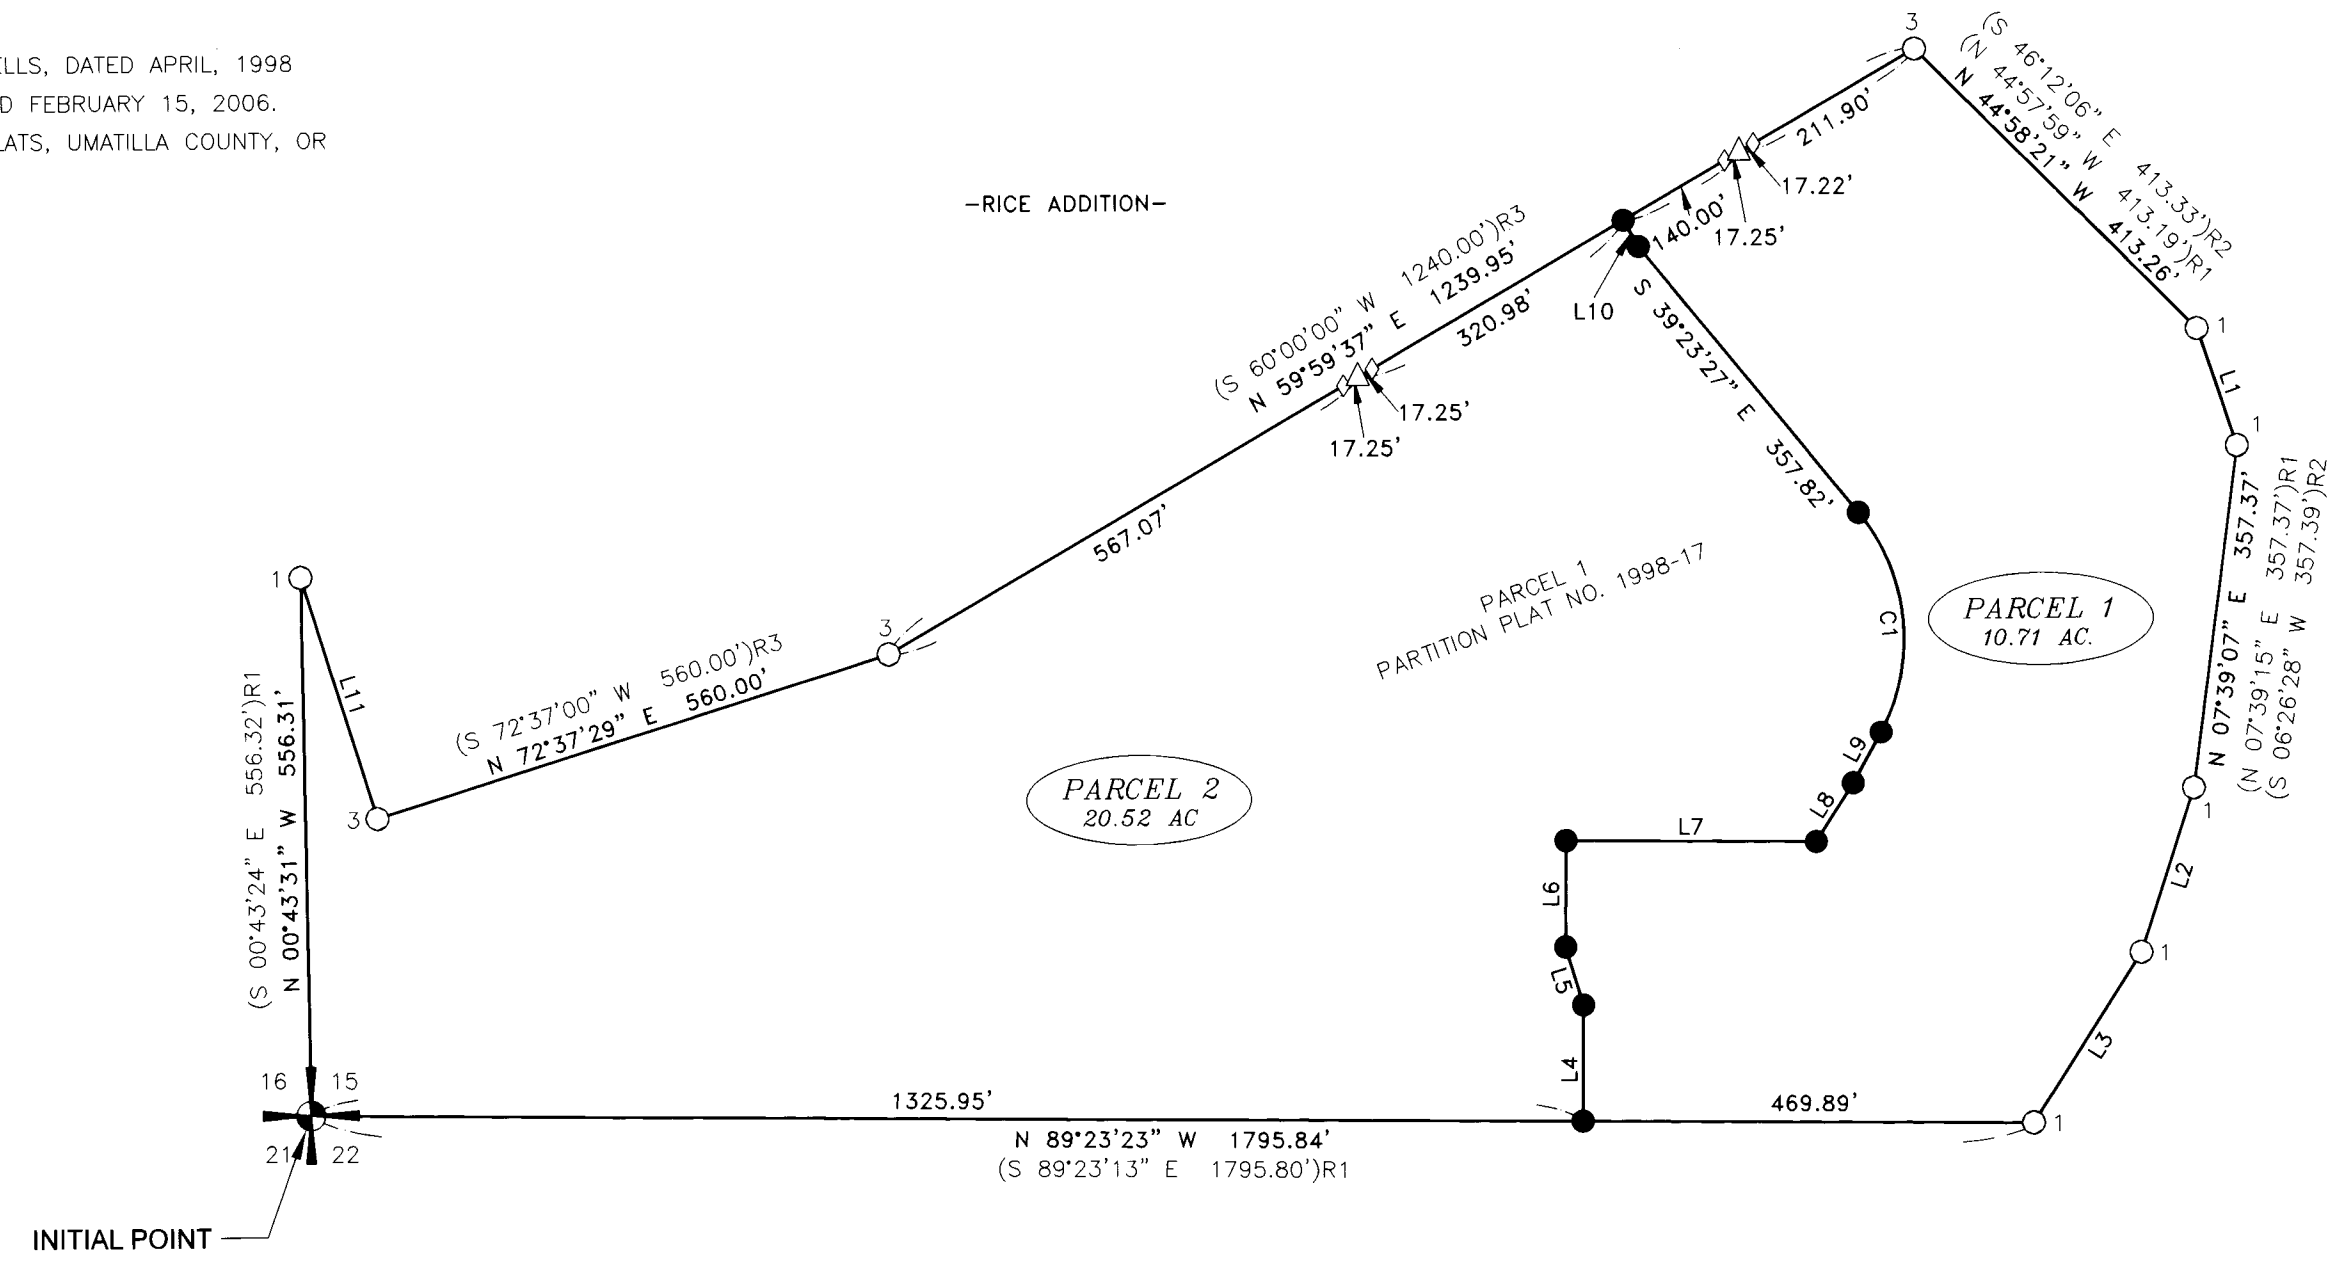 ELLS, DATED APRIL, 1998
D FEBRUARY 15, 2006.
LATS, UMATILLA COUNTY, OR
-RICE ADDITION-
3
(S 46°12'06" E 413.33')R2
(N 44°57'59" W 413.19')R1
N 44°58'21" W 413.26'
211.90'
17.22'
17.25'
140.00'
L10
(S 60°00'00" W 1240.00')R3
N 59°59'37" E 1239.95'
320.98'
17.25'
17.25'
S 39°23'27" E 357.82'
1
L1
1
N 07°39'07" E 357.37'
(N 07°39'15" E 357.37')R1
(S 06°26'28" W 357.39')R2
567.07'
PARCEL 1
PARTITION PLAT NO. 1998-17
C1
PARCEL 1
10.71 AC.
1
L11
3
(S 72°37'00" W 560.00')R3
N 72°37'29" E 560.00'
3
(S 00°43'24" E 556.32')R1
N 00°43'31" W 556.31'
PARCEL 2
20.52 AC
L9
L8
L7
L6
L5
L4
1
L2
1
L3
1
16 15
21 22
1325.95'
469.89'
N 89°23'23" W 1795.84'
(S 89°23'13" E 1795.80')R1
INITIAL POINT